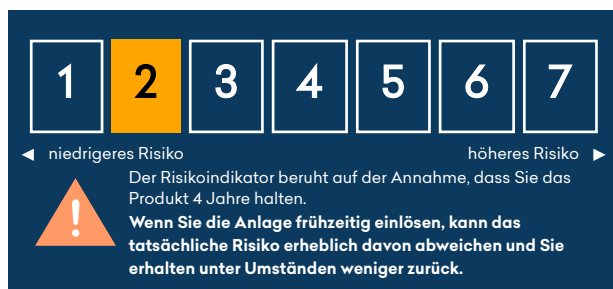 1 2 3 4 5 6 7
◄ niedrigeres Risiko höheres Risiko ►
Der Risikoindikator beruht auf der Annahme, dass Sie das
Produkt 4 Jahre halten.
!
Wenn Sie die Anlage frühzeitig einlösen, kann das
tatsächliche Risiko erheblich davon abweichen und Sie
erhalten unter Umständen weniger zurück.